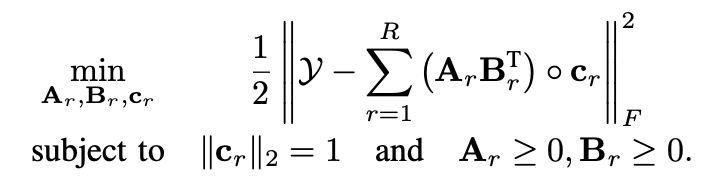 min_{A_r,B_r,c_r} 1/2 ‖𝒴 − ∑_{r=1}^{R} (A_r B_r^T) ∘ c_r‖_F^2
subject to ‖c_r‖_2 = 1 and A_r ≥ 0, B_r ≥ 0.